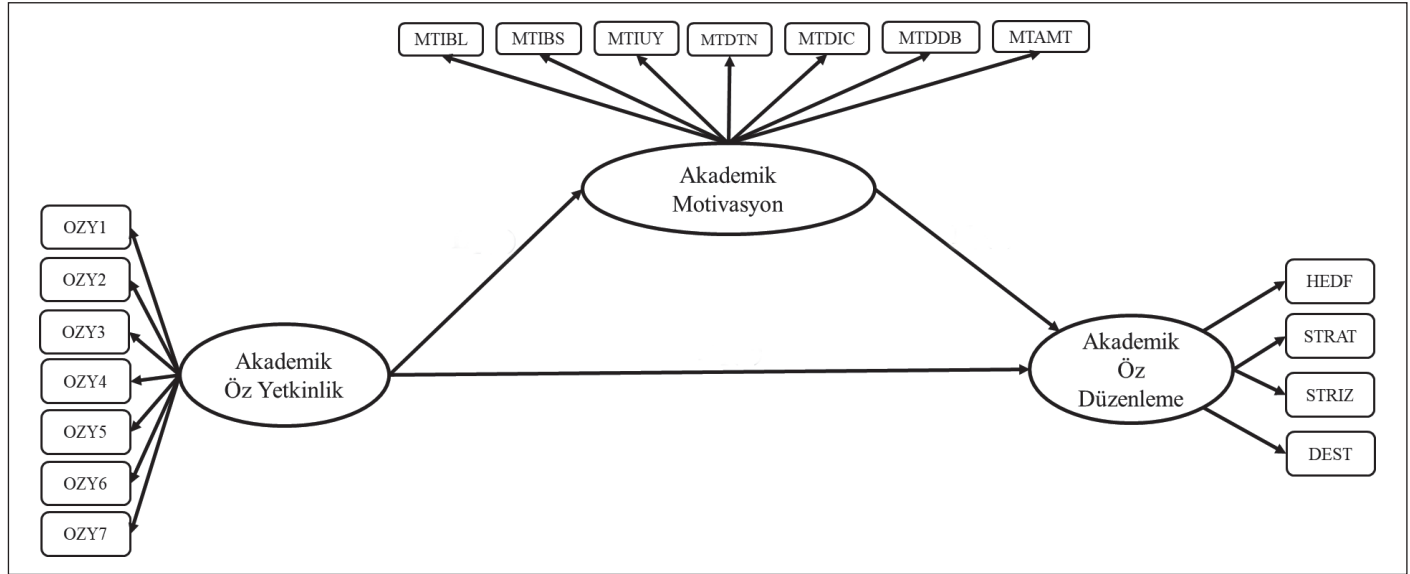 MTIBL
MTIBS
MTIUY
MTDTN
MTDIC
MTDDB
MTAMT
Akademik
Motivasyon
OZY1
OZY2
OZY3
OZY4
OZY5
OZY6
OZY7
Akademik
Öz Yetkinlik
Akademik
Öz
Düzenleme
HEDF
STRAT
STRIZ
DEST